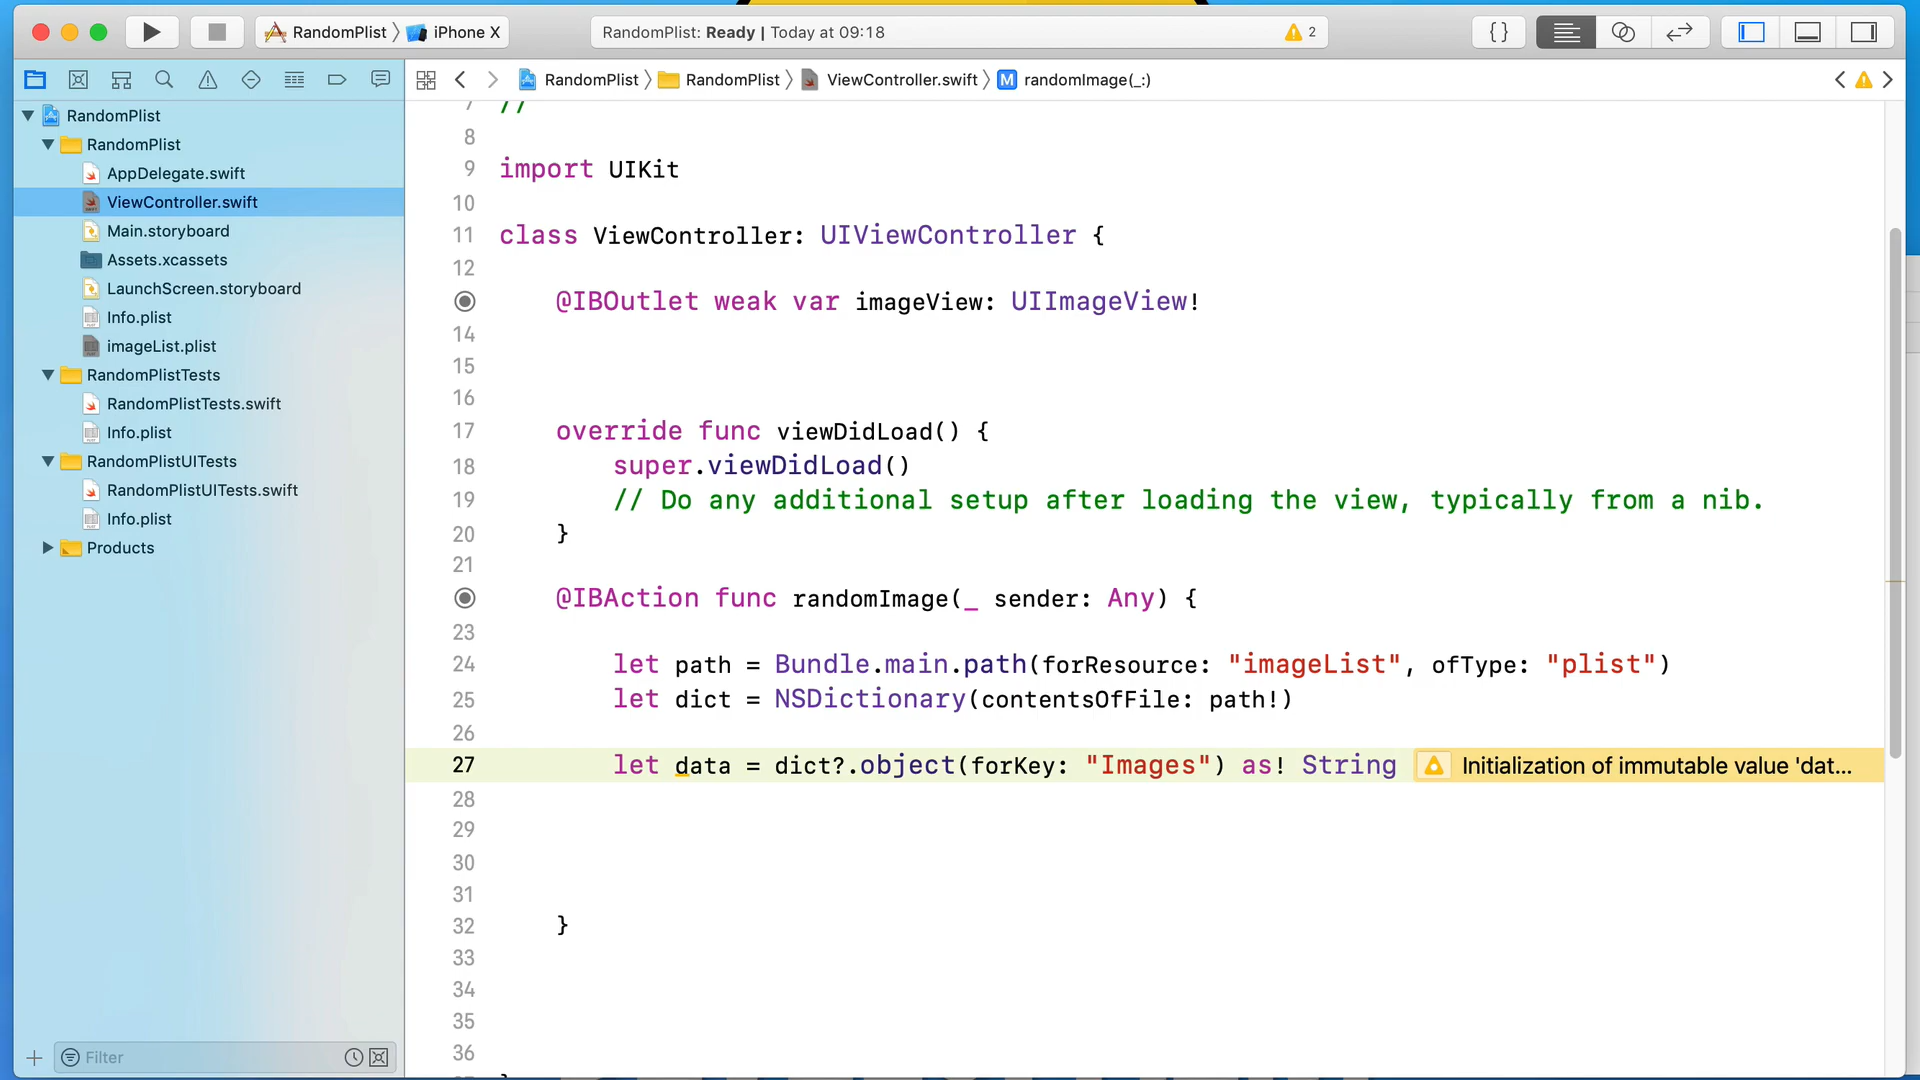 RandomPlist 〉 iPhone X
RandomPlist: Ready | Today at 09:18
2
{}
RandomPlist 〉 RandomPlist 〉 ViewController.swift 〉 M randomImage(_:)
RandomPlist
RandomPlist
AppDelegate.swift
ViewController.swift
Main.storyboard
Assets.xcassets
LaunchScreen.storyboard
Info.plist
imageList.plist
RandomPlistTests
RandomPlistTests.swift
Info.plist
RandomPlistUITests
RandomPlistUITests.swift
Info.plist
Products
Filter
7 //
8
9 import UIKit
10
11 class ViewController: UIViewController {
12
@IBOutlet weak var imageView: UIImageView!
14
15
16
17 override func viewDidLoad() {
18 super.viewDidLoad()
19 // Do any additional setup after loading the view, typically from a nib.
20 }
21
@IBAction func randomImage(_ sender: Any) {
23
24 let path = Bundle.main.path(forResource: "imageList", ofType: "plist")
25 let dict = NSDictionary(contentsOfFile: path!)
26
27 let data = dict?.object(forKey: "Images") as! String Initialization of immutable value 'dat...
28
29
30
31
32 }
33
34
35
36